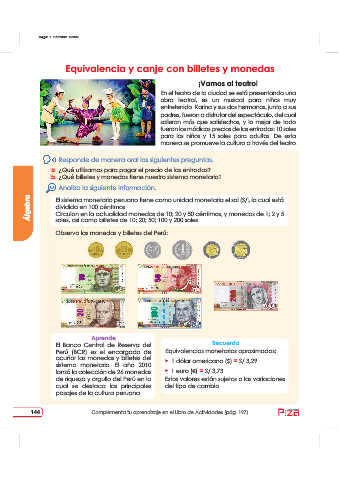 Equivalencia y canje con billetes y monedas
¡Vamos al teatro!
En el teatro de la ciudad se está presentando una
obra teatral, es un musical para niños muy
entretenido. Karina y sus dos hermanos, junto a sus
padres, fueron a disfrutar del espectáculo, del cual
salieron más que satisfechos, y lo mejor de todo
fueron los módicos precios de las entradas: 10 soles
para los niños y 15 soles para adultos. De esta
manera se promueve la cultura a través del teatro.
Responde de manera oral las siguientes preguntas.
¿Qué utilizamos para pagar el precio de las entradas?
¿Qué billetes y monedas tiene nuestro sistema monetario?
Analiza la siguiente información.
El sistema monetario peruano tiene como unidad monetaria el sol (S/), la cual está
dividida en 100 céntimos.
Circulan en la actualidad monedas de 10; 20 y 50 céntimos, y monedas de 1; 2 y 5
soles, así como billetes de 10; 20; 50; 100 y 200 soles.
Observa las monedas y billetes del Perú:
Álgebra
Aprende
El Banco Central de Reserva del
Perú (BCR) es el encargado de
acuñar las monedas y billetes del
sistema monetario. El año 2010
lanzó la colección de 26 monedas
de riqueza y orgullo del Perú en la
cual se destaca los principales
pasajes de la cultura peruana.
Recuerda
Equivalencias monetarias aproximadas:
• 1 dólar americano ($) = S/ 3,29
• 1 euro (€) = S/ 3,73
Estos valores están sujetos a las variaciones
del tipo de cambio.
146
Complementa tu aprendizaje en el Libro de Actividades (pág. 197)